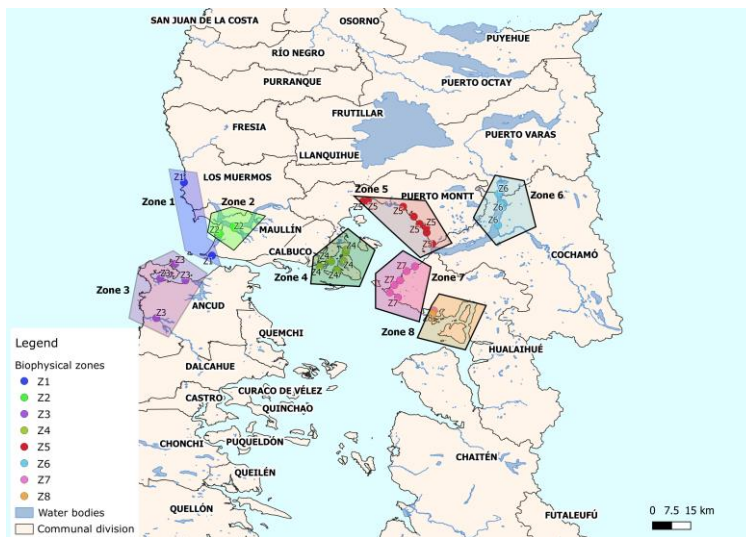 SAN JUAN DE LA COSTA
OSORNO
PUYEHUE
RÍO NEGRO
PURRANQUE
PUERTO OCTAY
FRUTILLAR
FRESIA
PUERTO VARAS
LLANQUIHUE
LOS MUERMOS
Z1
Zone 1
Zone 2
Z2
Z2
MAULLÍN
Z1
Zone 5
PUERTO MONTT
Z5
Z5
Z5
Z5
Z5
Z5
Z6
Z6
Z6
Zone 6
COCHAMÓ
CALBUCO
Zone 4
Z4
Z4
Z4
Z4
Z4
Z3
Z3
Z3
Z3
Zone 3
ANCUD
Z7
Z7
Z7
Zone 7
Zone 8
QUEMCHI
HUALAIHUÉ
DALCAHUE
CASTRO
CURACO DE VÉLEZ
QUINCHAO
CHONCHI
PUQUELDÓN
CHAITÉN
QUEILÉN
QUELLÓN
FUTALEUFÚ
Legend
Biophysical zones
Z1
Z2
Z3
Z4
Z5
Z6
Z7
Z8
Water bodies
Communal division
0 7.5 15 km